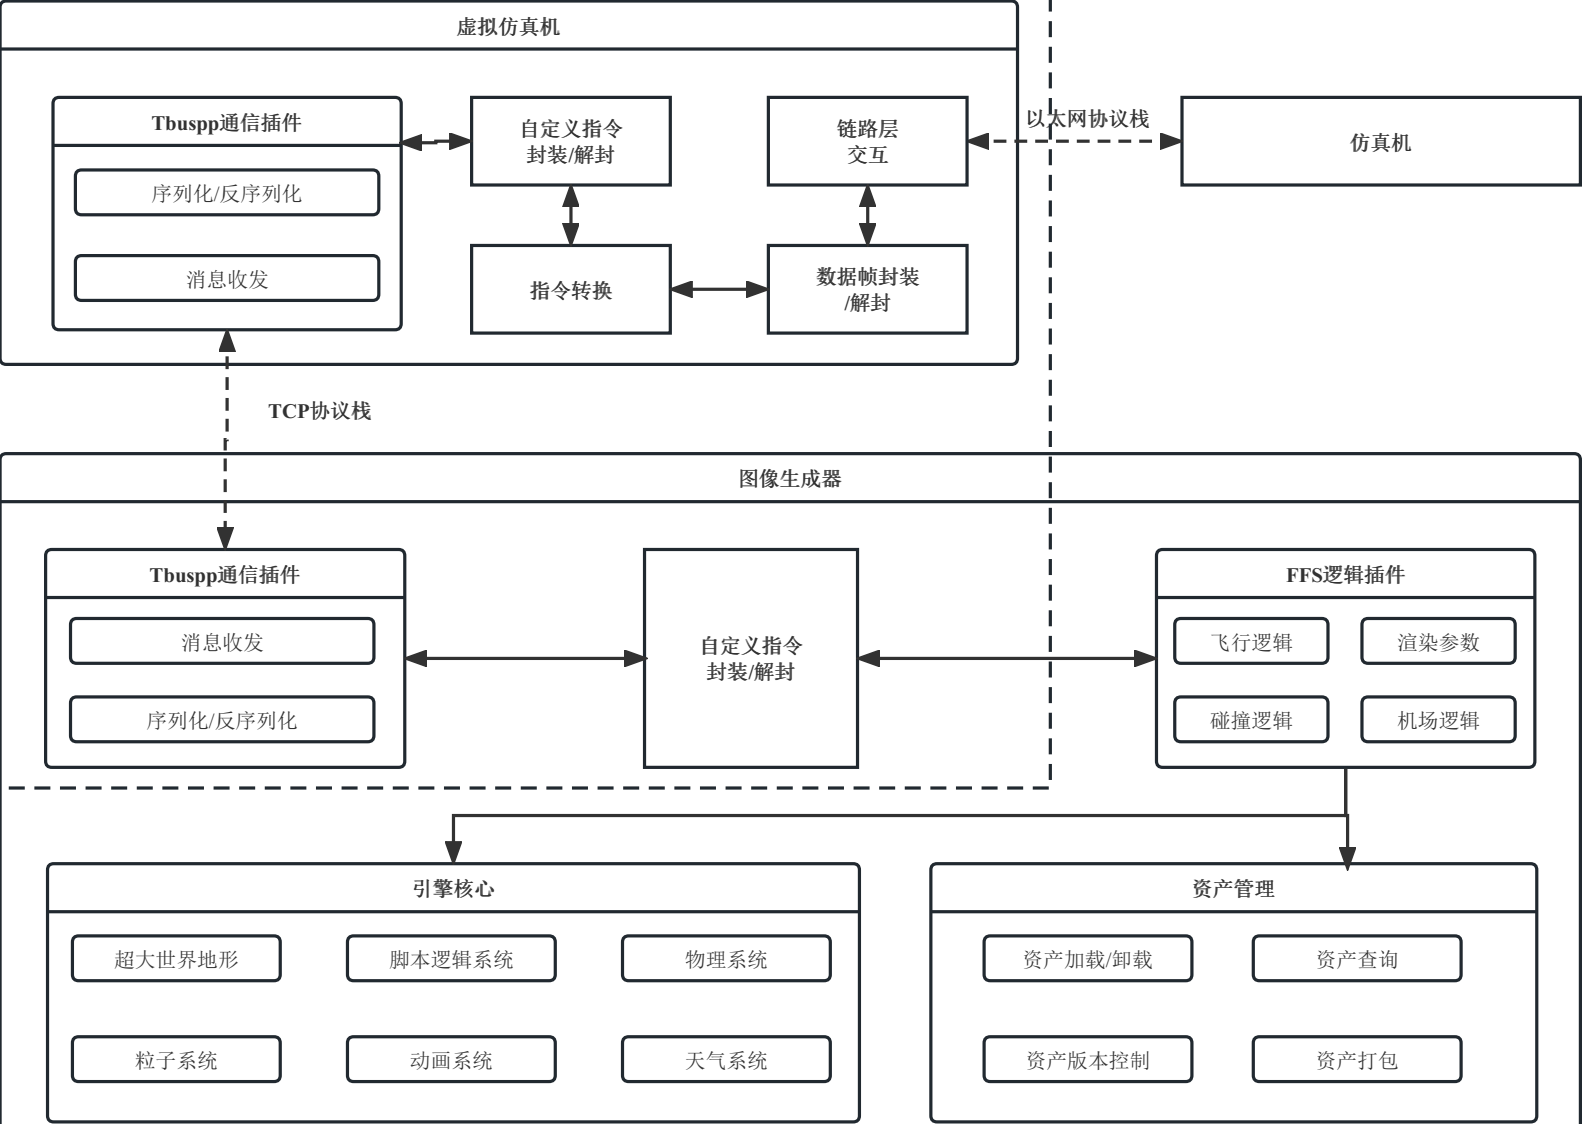 虚拟仿真机
Tbuspp通信插件
序列化/反序列化
消息收发
自定义指令
封装/解封
链路层
交互
以太网协议栈
仿真机
指令转换
数据帧封装
/解封
TCP协议栈
图像生成器
Tbuspp通信插件
消息收发
序列化/反序列化
自定义指令
封装/解封
FFS逻辑插件
飞行逻辑
渲染参数
碰撞逻辑
机场逻辑
引擎核心
超大世界地形
脚本逻辑系统
物理系统
粒子系统
动画系统
天气系统
资产管理
资产加载/卸载
资产查询
资产版本控制
资产打包